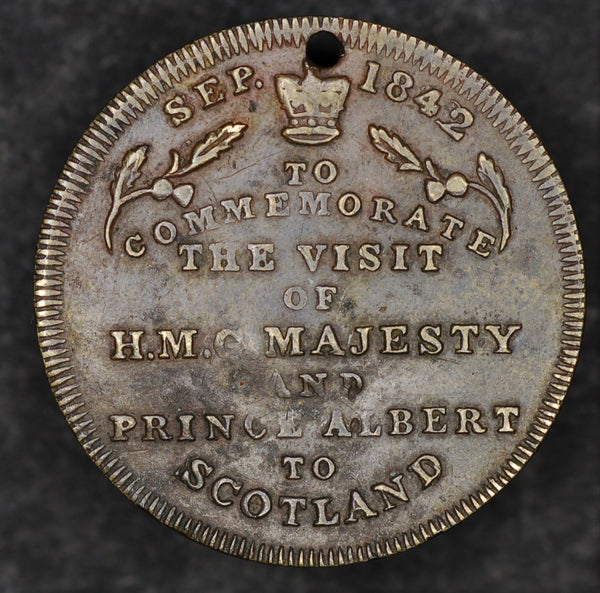 SEP. 1842
TO
COMMEMORATE
THE VISIT
OF
H.M.G. MAJESTY
AND
PRINCE ALBERT
TO
SCOTLAND